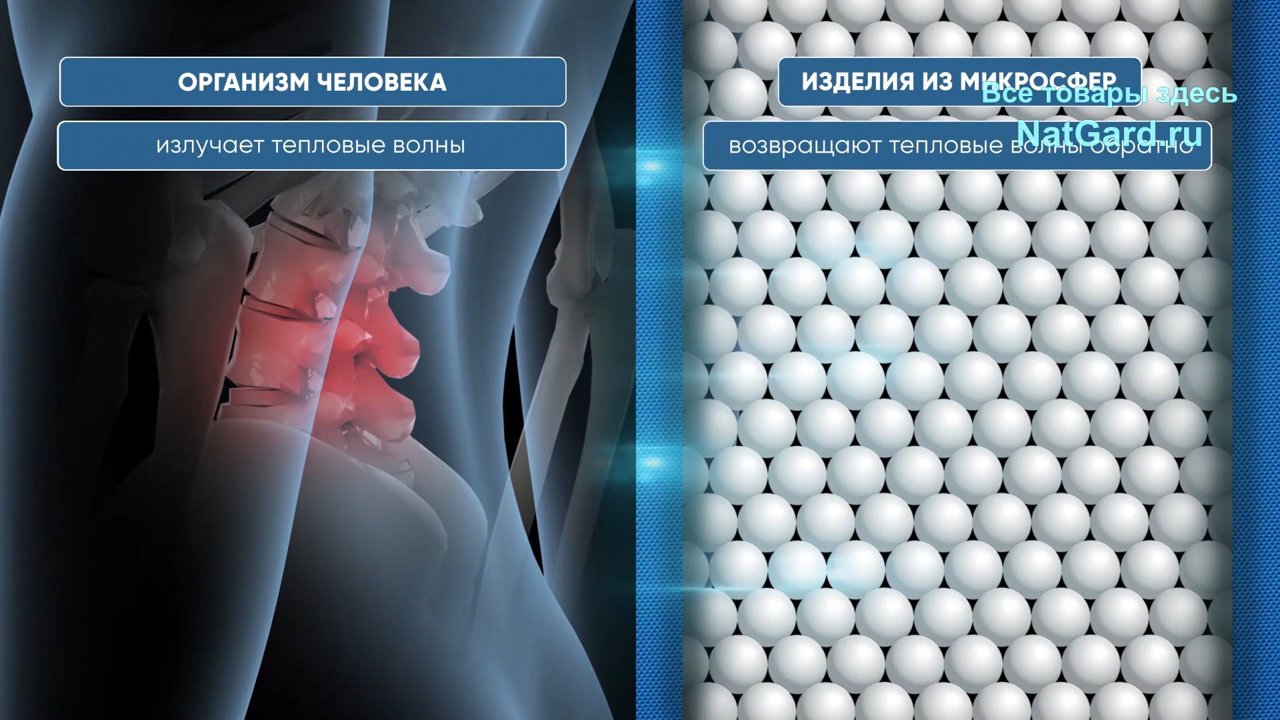 ОРГАНИЗМ ЧЕЛОВЕКА
излучает тепловые волны
ИЗДЕЛИЯ ИЗ МИКРОСФЕР
возвращают тепловые волны обратно
Все товары здесь
NatGard.ru